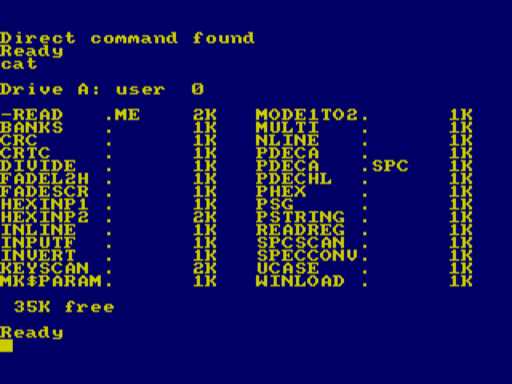 Direct command found
Ready
cat
Drive A: user  0
-READ   .ME      2K   MODE1TO2.        1K
BANKS   .        1K   MULTI   .        1K
CRC     .        1K   NLINE   .        1K
CRTC    .        1K   PDECA   .        1K
DIVIDE  .        1K   PDECA   .SPC     1K
FADEL2H .        1K   PDECHL  .        1K
FADESCR .        1K   PHEX    .        1K
HEXINP1 .        1K   PSG     .        1K
HEXINP2 .        2K   PSTRING .        1K
INLINE  .        1K   READREG .        1K
INPUTF  .        1K   SPCSCAN .        1K
INVERT  .        1K   SPECCONV.        1K
KEYSCAN .        2K   UCASE   .        1K
MK$PARAM.        1K   WINLOAD .        1K
35K free
Ready